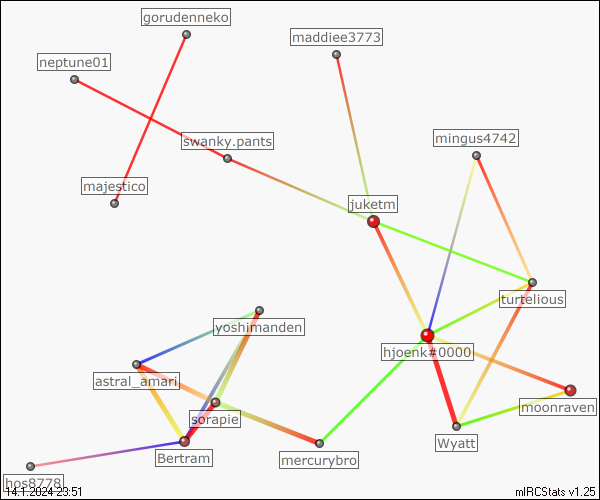 gorudenneko
maddiee3773
neptune01
mingus4742
swanky.pants
majestico
juketm
turtelious
yoshimanden
hjoenk#0000
astral_amari
moonraven
sorapie
Wyatt
Bertram
mercurybro
hos8778
14.1.2024 23:51
mIRCStats v1.25